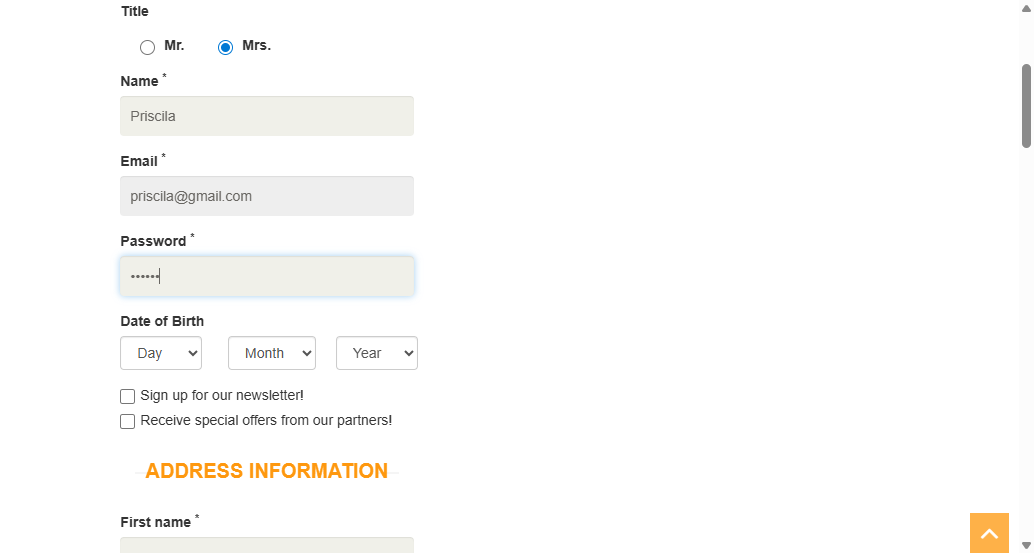 Title
Mr. Mrs.
Name *
Priscila
Email *
priscila@gmail.com
Password *
••••••
Date of Birth
Day Month Year
Sign up for our newsletter!
Receive special offers from our partners!
ADDRESS INFORMATION
First name *